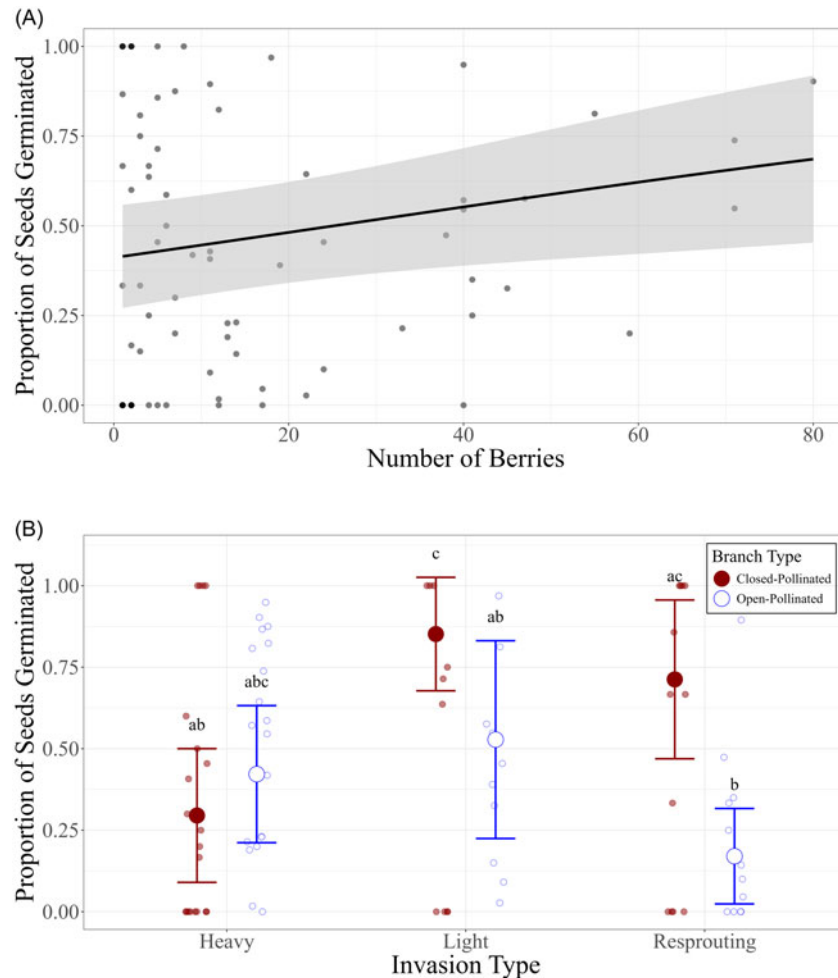 (A)
1.00
0.75
0.50
0.25
0.00
Proportion of Seeds Germinated
0 20 40 60 80
Number of Berries
(B)
Branch Type
Closed-Pollinated
Open-Pollinated
c
ac
ab
abc
ab
b
1.00
0.75
0.50
0.25
0.00
Proportion of Seeds Germinated
Heavy Light Resprouting
Invasion Type